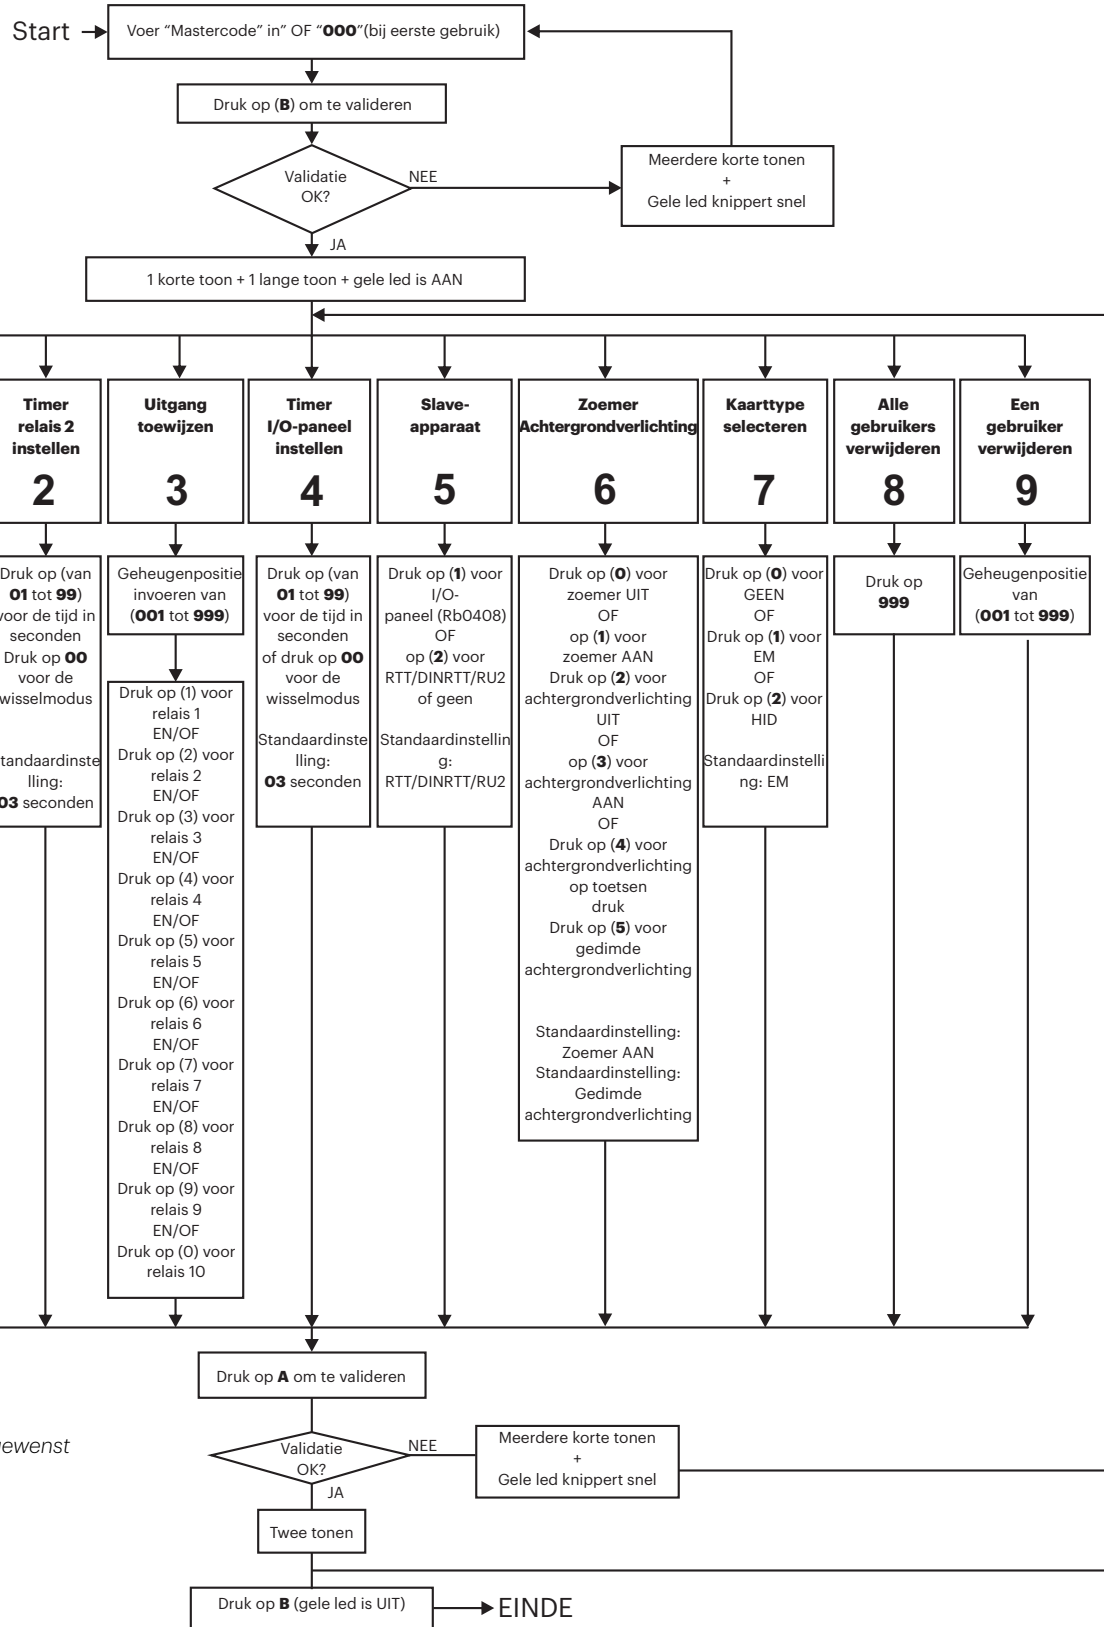 Start
Voer “Mastercode” in” OF “000”(bij eerste gebruik)
Druk op (B) om te valideren
Validatie
OK?
NEE
Meerdere korte tonen
+
Gele led knippert snel
JA
1 korte toon + 1 lange toon + gele led is AAN
Timer
relais 2
instellen
2
Uitgang
toewijzen
3
Timer
I/O-paneel
instellen
4
Slave-
apparaat
5
Zoemer
Achtergrondverlichting
6
Kaarttype
selecteren
7
Alle
gebruikers
verwijderen
8
Een
gebruiker
verwijderen
9
Druk op (van
01 tot 99)
voor de tijd in
seconden
Druk op 00
voor de
wisselmodus
tandaardinste
lling:
03 seconden
Geheugenpositie
invoeren van
(001 tot 999)
Druk op (1) voor
relais 1
EN/OF
Druk op (2) voor
relais 2
EN/OF
Druk op (3) voor
relais 3
EN/OF
Druk op (4) voor
relais 4
EN/OF
Druk op (5) voor
relais 5
EN/OF
Druk op (6) voor
relais 6
EN/OF
Druk op (7) voor
relais 7
EN/OF
Druk op (8) voor
relais 8
EN/OF
Druk op (9) voor
relais 9
EN/OF
Druk op (0) voor
relais 10
Druk op (van
01 tot 99)
voor de tijd in
seconden
of druk op 00
voor de
wisselmodus
Standaardinste
lling:
03 seconden
Druk op (1) voor
I/O-
paneel (Rb0408)
OF
op (2) voor
RTT/DINRTT/RU2
of geen
Standaardinstellin
g:
RTT/DINRTT/RU2
Druk op (0) voor
zoemer UIT
OF
op (1) voor
zoemer AAN
Druk op (2) voor
achtergrondverlichting
UIT
OF
op (3) voor
achtergrondverlichting
AAN
OF
Druk op (4) voor
achtergrondverlichting
op toetsen
druk
Druk op (5) voor
gedimde
achtergrondverlichting
Standaardinstelling:
Zoemer AAN
Standaardinstelling:
Gedimde
achtergrondverlichting
Druk op (0) voor
GEEN
OF
Druk op (1) voor
EM
OF
Druk op (2) voor
HID
Standaardinstelli
ng: EM
Druk op
999
Geheugenpositie
van
(001 tot 999)
Druk op A om te valideren
ewenst
Validatie
OK?
NEE
Meerdere korte tonen
+
Gele led knippert snel
JA
Twee tonen
Druk op B (gele led is UIT)
EINDE